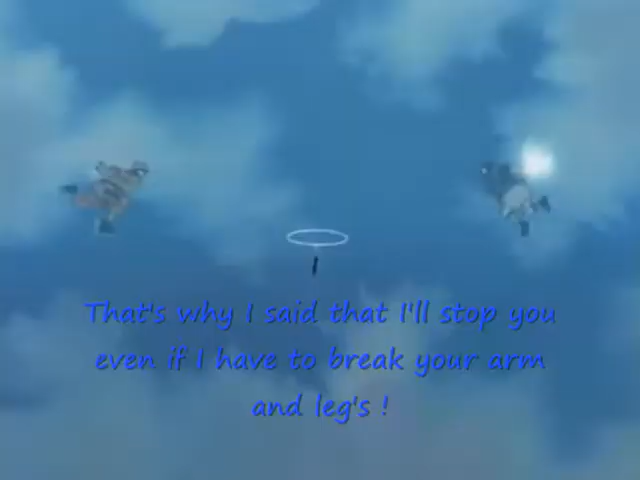 That's why I said that I'll stop you
even if I have to break your arm
and leg's !